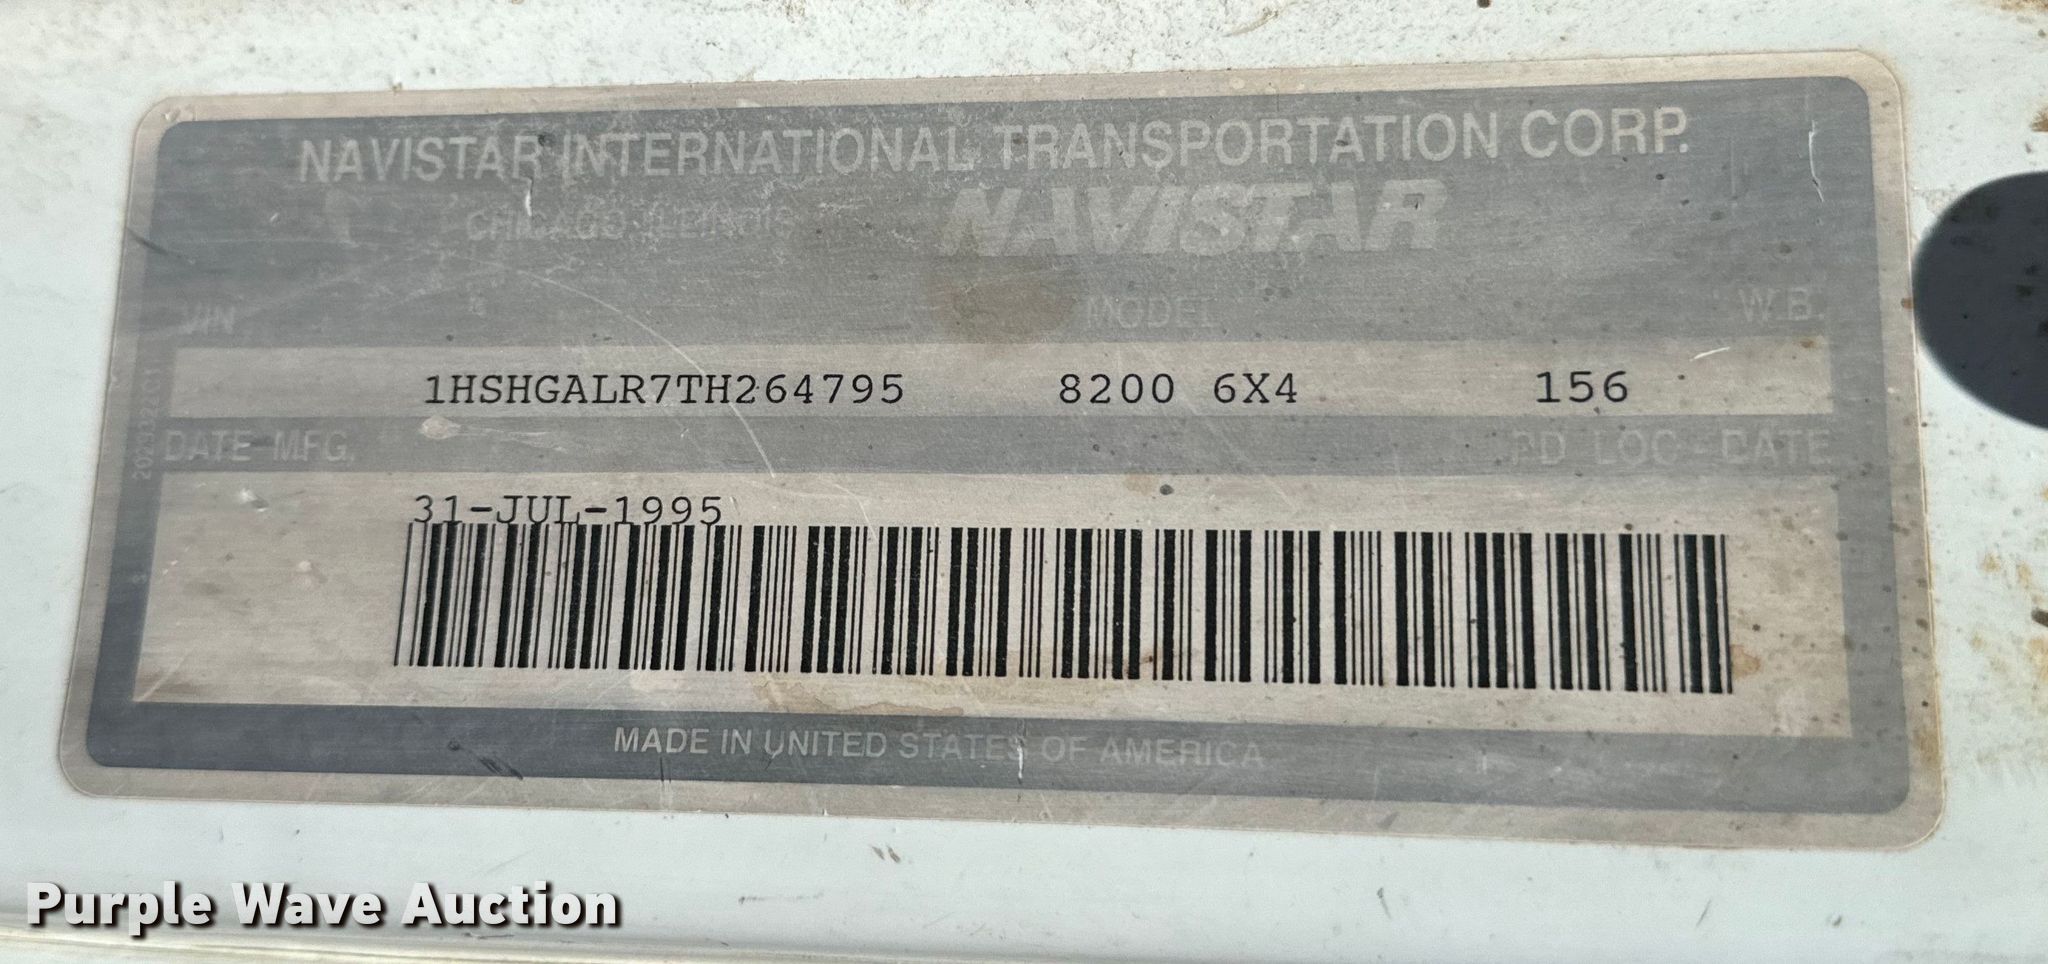 NAVISTAR INTERNATIONAL TRANSPORTATION CORP.
CHICAGO, ILLINOIS NAVISTAR
VIN MODEL W.B.
1HSHGALR7TH264795 8200 6X4 156
DATE-MFG. PD LOC-DATE
31-JUL-1995
MADE IN UNITED STATES OF AMERICA
Purple Wave Auction